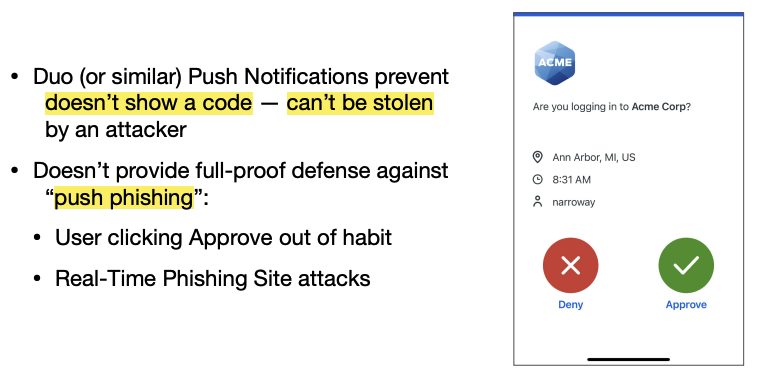 • Duo (or similar) Push Notifications prevent
doesn’t show a code — can’t be stolen
by an attacker
• Doesn’t provide full-proof defense against
“push phishing”:
• User clicking Approve out of habit
• Real-Time Phishing Site attacks
ACME
Are you logging in to Acme Corp?
Ann Arbor, MI, US
8:31 AM
narroway
Deny
Approve